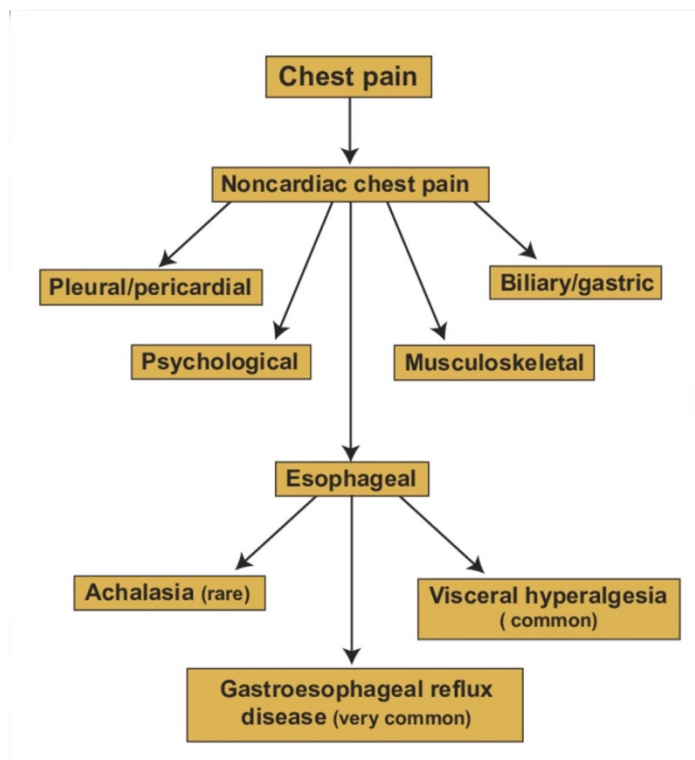 Chest pain
Noncardiac chest pain
Pleural/pericardial
Biliary/gastric
Psychological
Musculoskeletal
Esophageal
Achalasia (rare)
Visceral hyperalgesia
( common)
Gastroesophageal reflux
disease (very common)